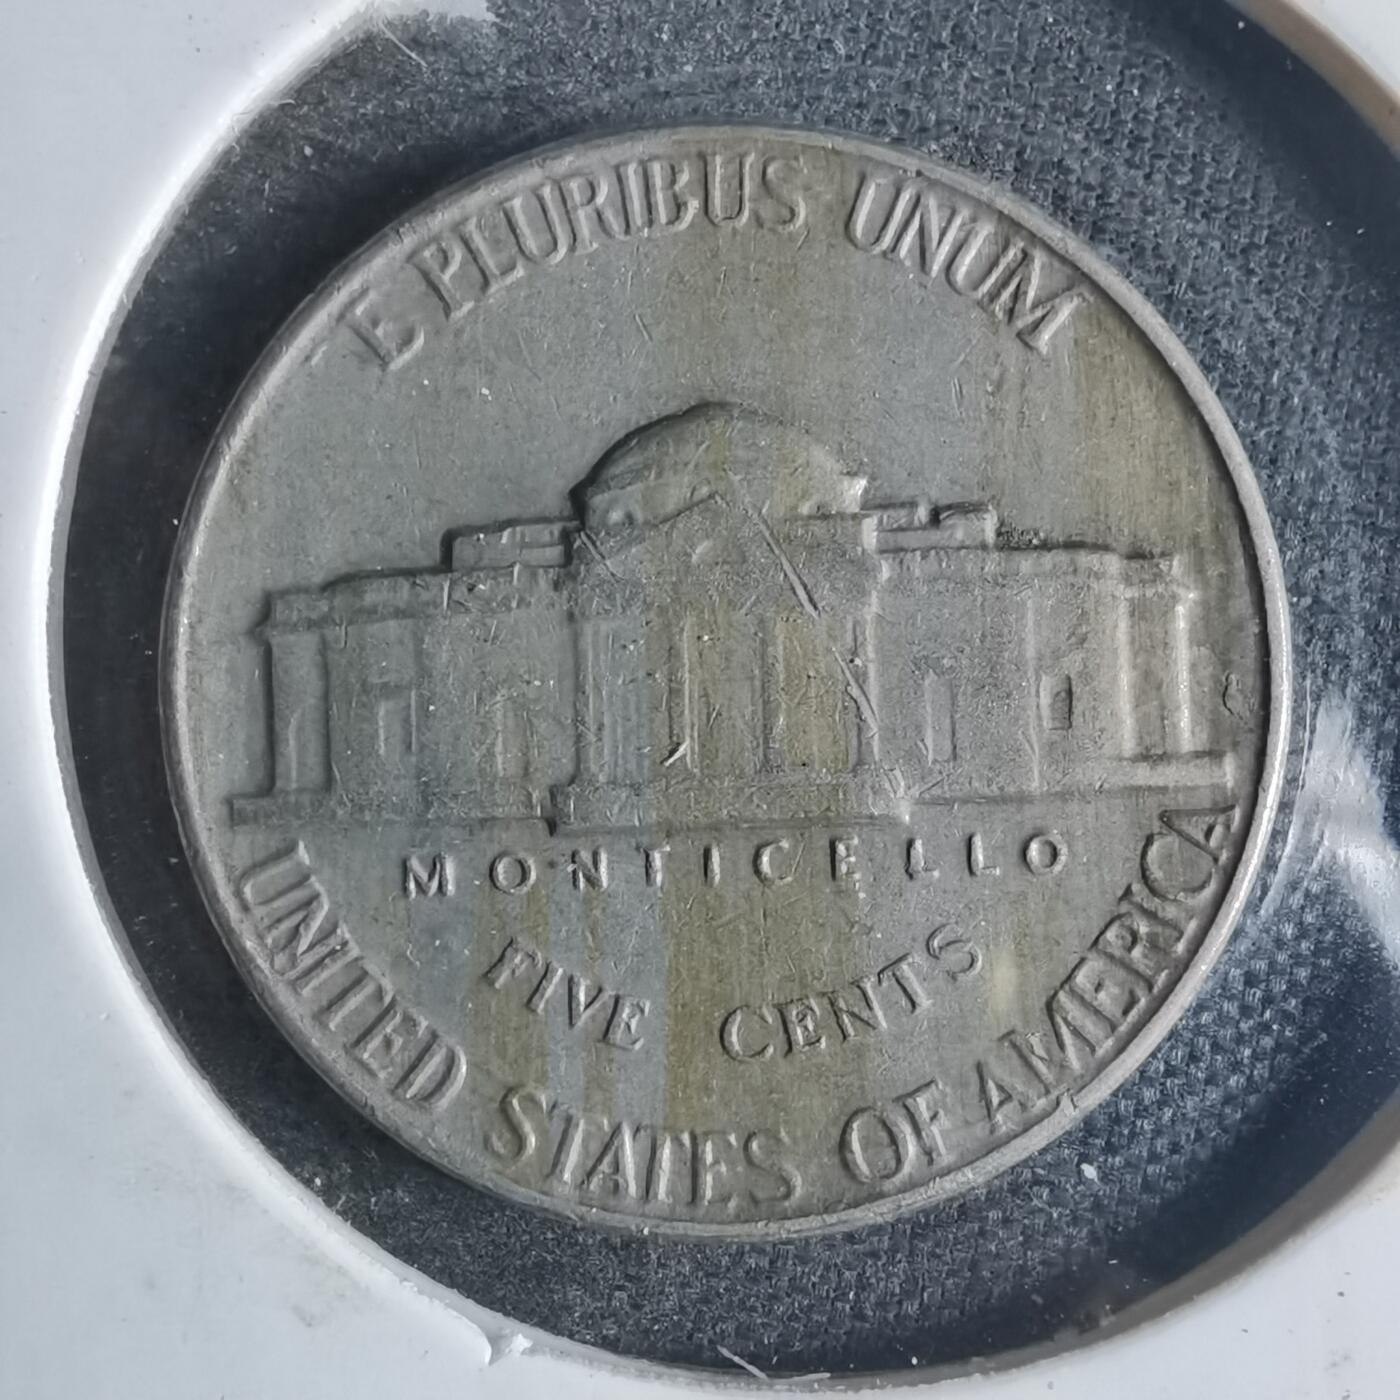 E PLURIBUS UNUM
MONTICELLO
FIVE CENTS
UNITED STATES OF AMERICA